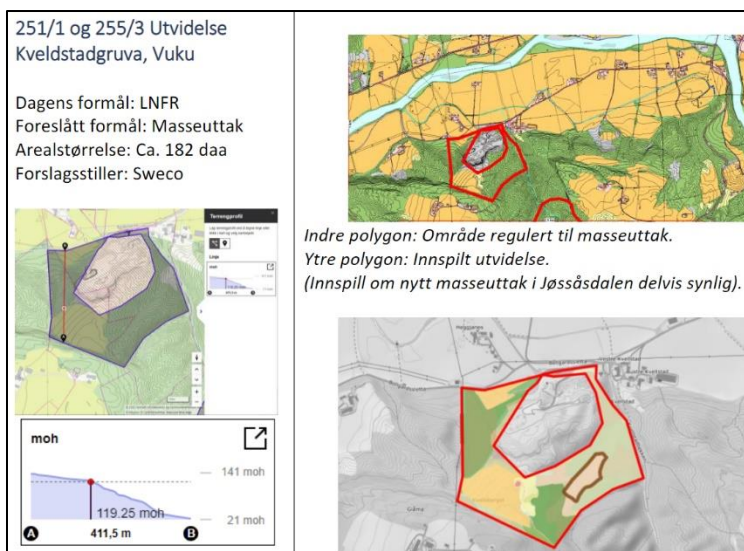 251/1 og 255/3 Utvidelse
Kveldstadgruva, Vuku
Dagens formål: LNFR
Foreslått formål: Masseuttak
Arealstørrelse: Ca. 182 daa
Forslagsstiller: Sweco
Terrengprofil
moh
moh
141 moh
119.25 moh
21 moh
A
411,5 m
B
Indre polygon: Område regulert til masseuttak.
Ytre polygon: Innspilt utvidelse.
(Innspill om nytt masseuttak i Jøssåsdalen delvis synlig).